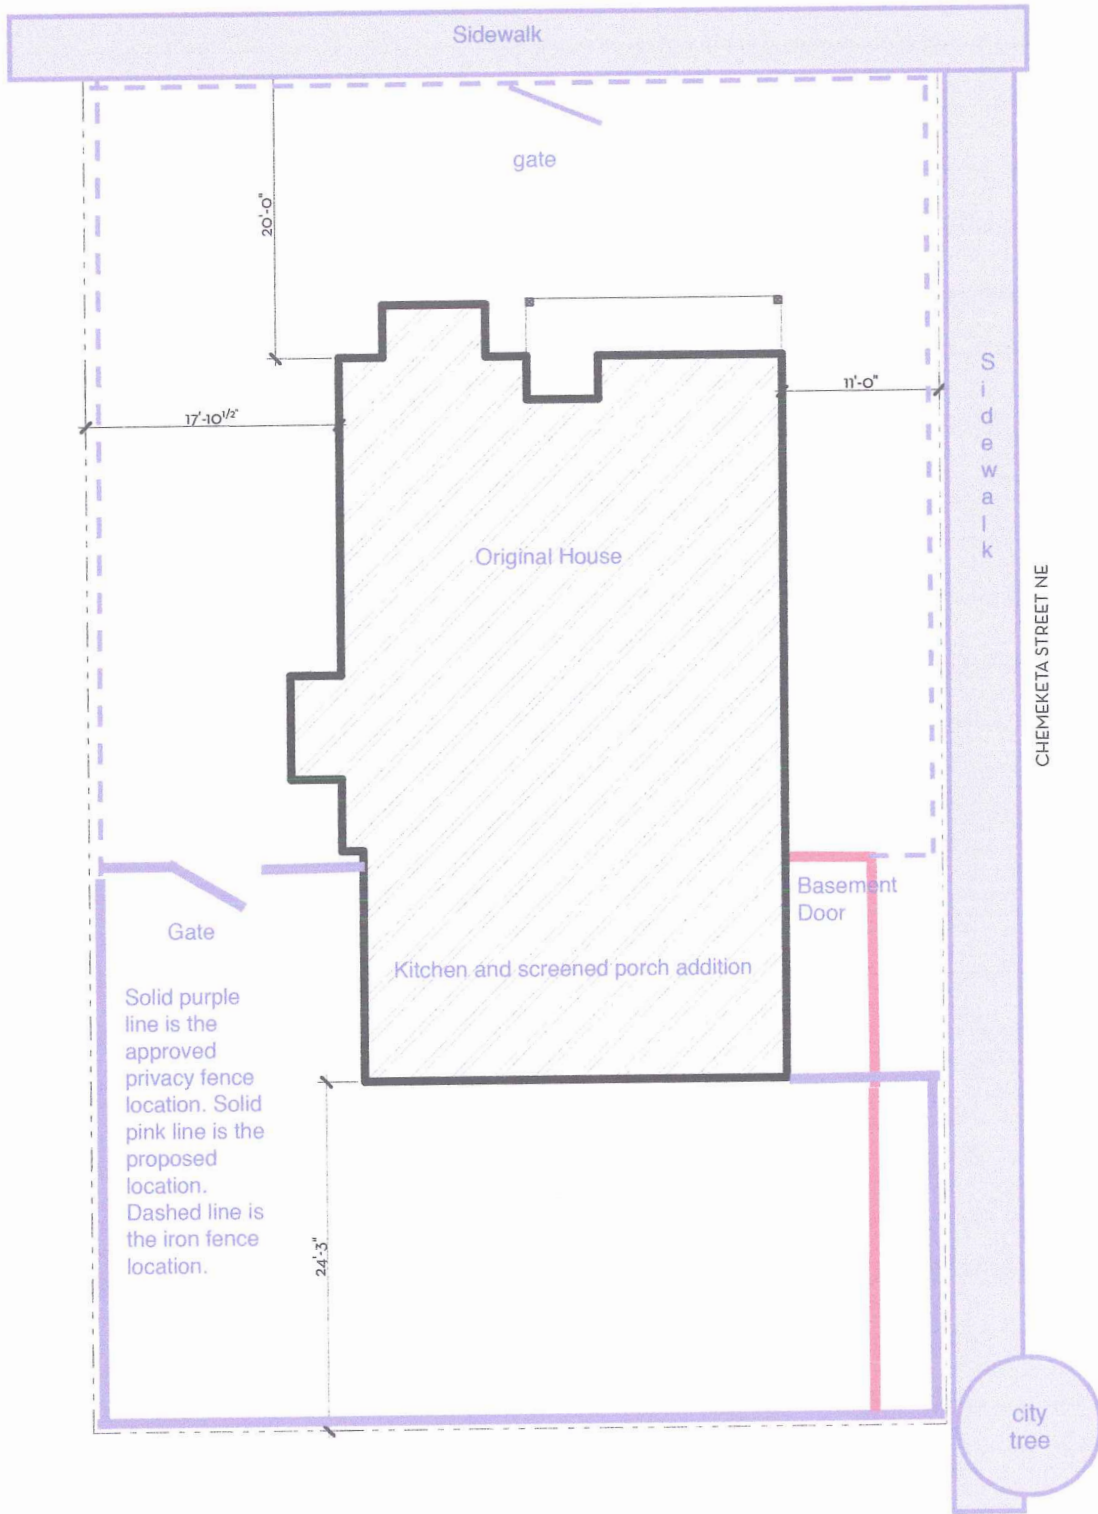 Sidewalk
gate
20'-0"
17'-10 1/2"
11'-0"
Sidewalk
Original House
CHEMEKETA STREET NE
Basement
Door
Gate
Kitchen and screened porch addition
Solid purple
line is the
approved
privacy fence
location. Solid
pink line is the
proposed
location.
Dashed line is
the iron fence
location.
24'-3"
city
tree